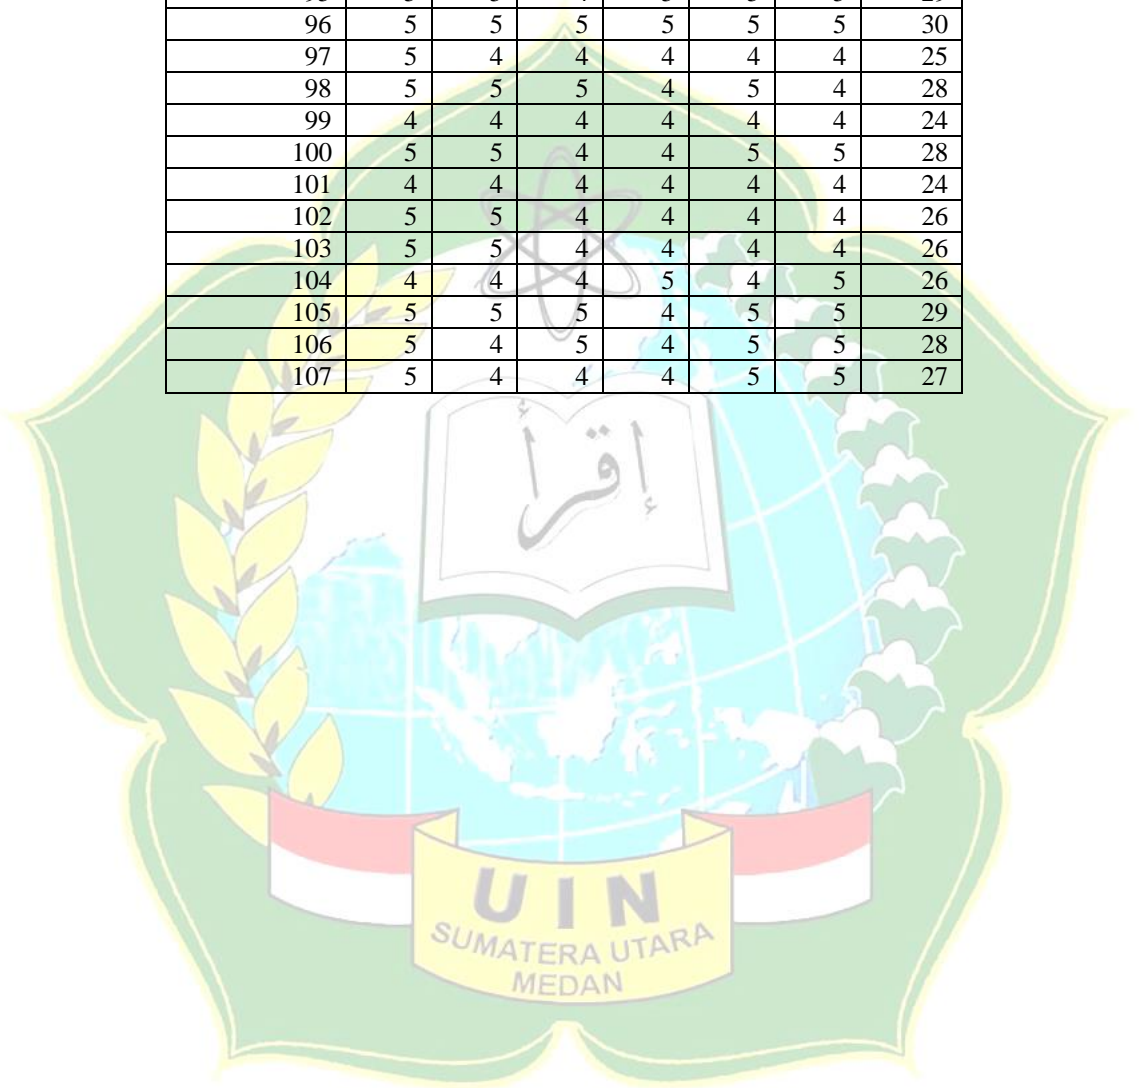 96 5 5 5 5 5 5 30
97 5 4 4 4 4 4 25
98 5 5 5 4 5 4 28
99 4 4 4 4 4 4 24
100 5 5 4 4 5 5 28
101 4 4 4 4 4 4 24
102 5 5 4 4 4 4 26
103 5 5 4 4 4 4 26
104 4 4 4 5 4 5 26
105 5 5 5 4 5 5 29
106 5 4 5 4 5 5 28
107 5 4 4 4 5 5 27
إقرأ
UIN
SUMATERA UTARA
MEDAN